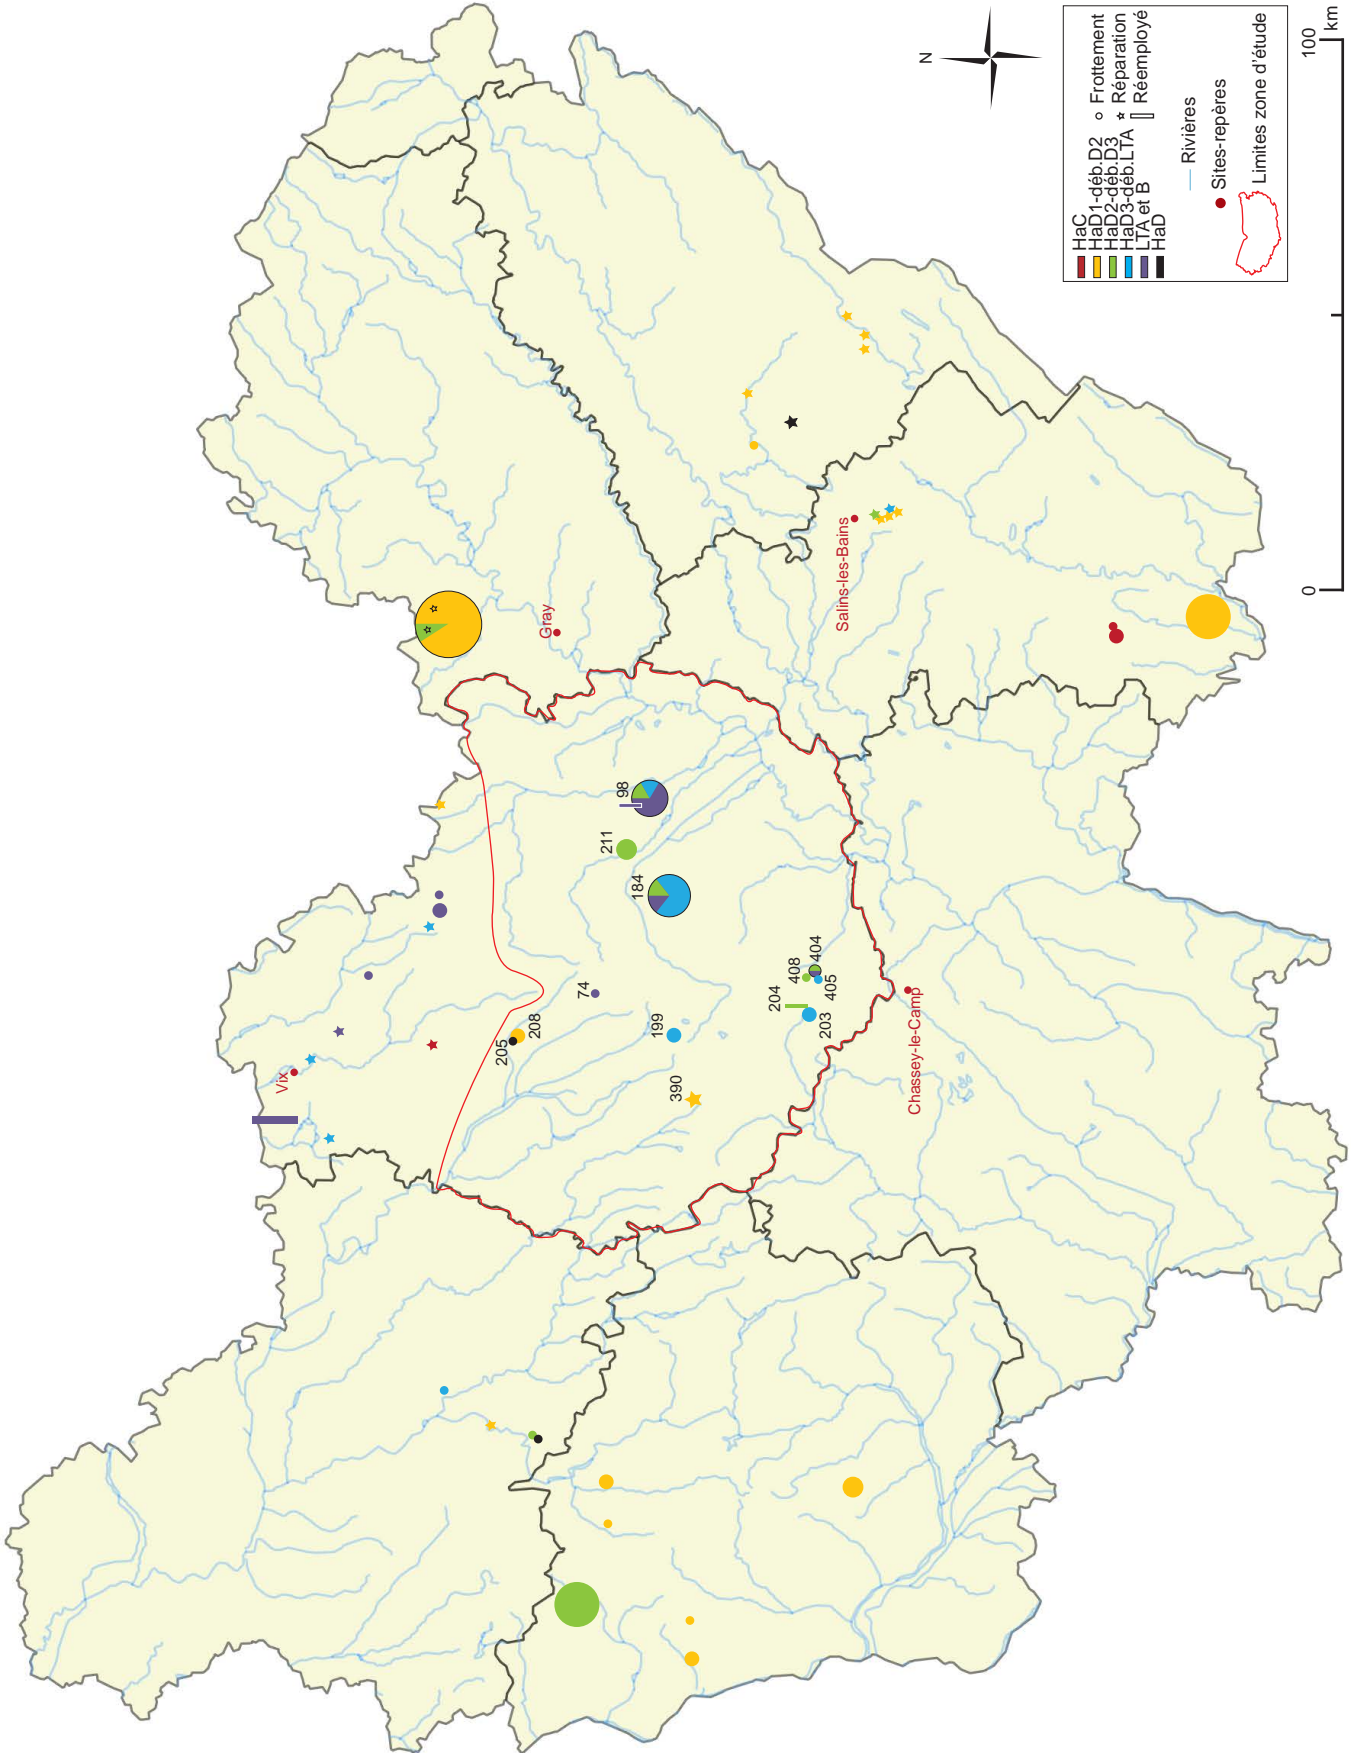 N
HaC
HaD1-déb.D2
HaD2-déb.D3
HaD3-déb.LTA
LTA et B
HaD
Frottement
Réparation
Réemployé
Rivières
Sites-repères
Limites zone d'étude
0
100
km
Vix
Gray
Salins-les-Bains
Chassey-le-Camp
98
211
184
74
208
205
199
390
404
408
405
204
203